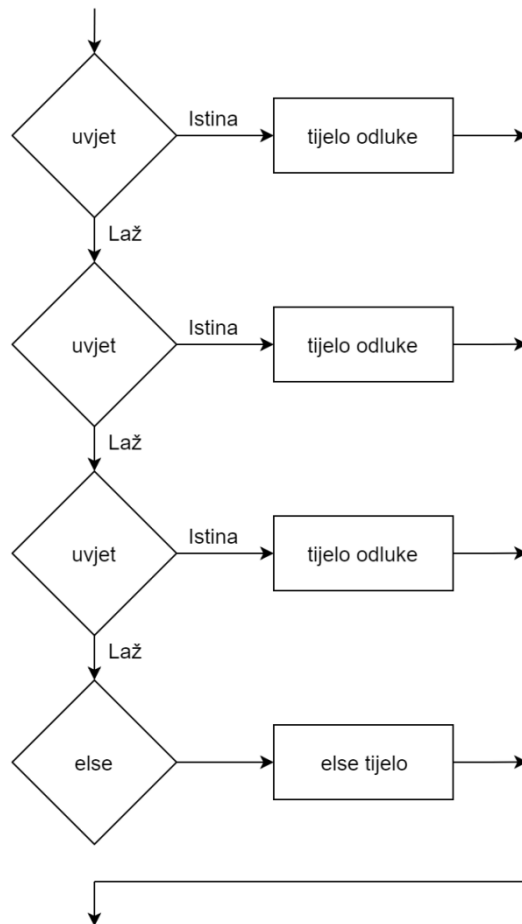 Istina
uvjet
tijelo odluke
Laž
Istina
uvjet
tijelo odluke
Laž
Istina
uvjet
tijelo odluke
Laž
else
else tijelo